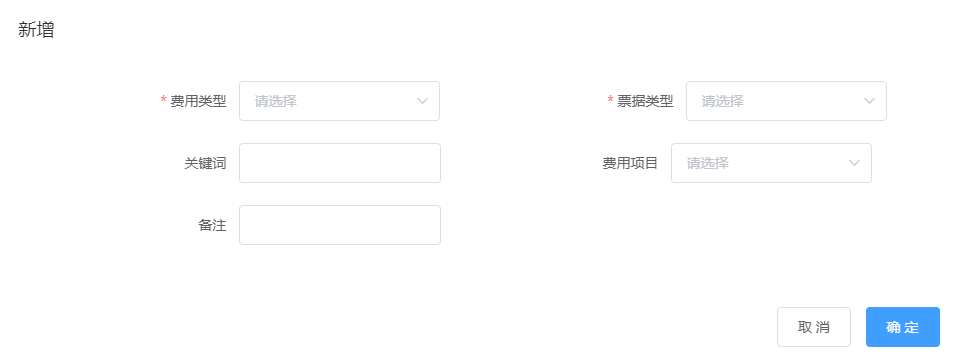 新增
* 费用类型 请选择 * 票据类型 请选择
关键词 费用项目 请选择
备注
取消 确定